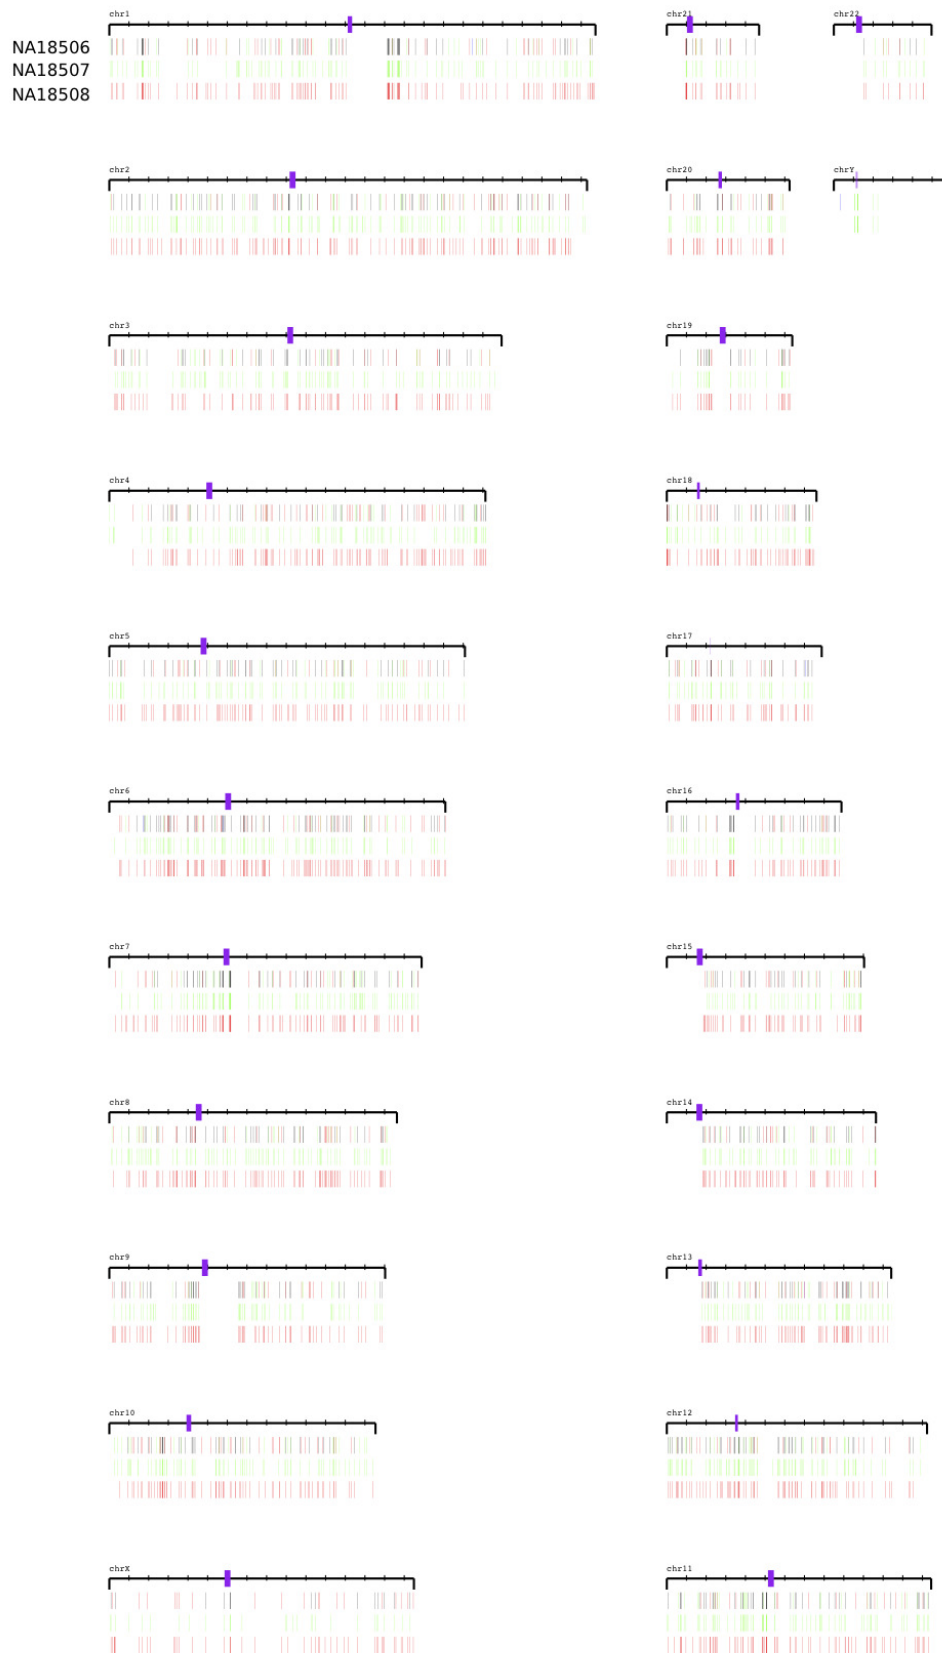 chr1 chr21 chr22
NA18506
NA18507
NA18508
chr2 chr20 chrY
chr3 chr19
chr4 chr18
chr5 chr17
chr6 chr16
chr7 chr15
chr8 chr14
chr9 chr13
chr10 chr12
chrX chr11